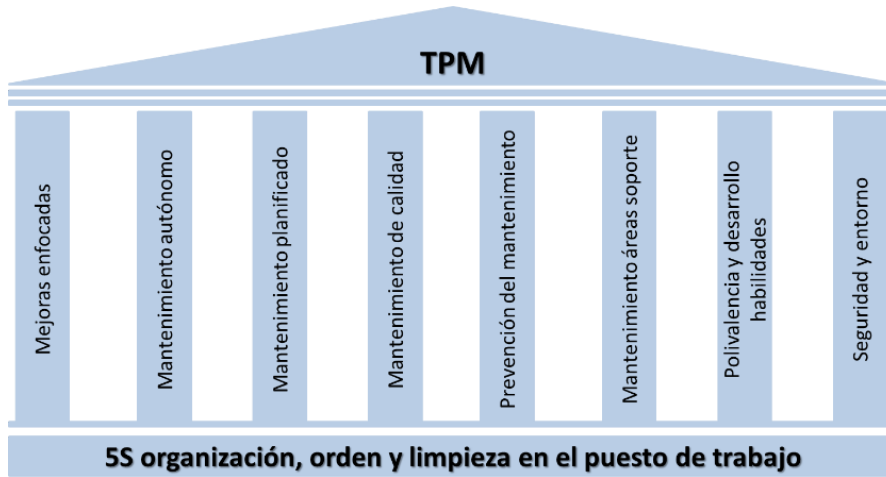 TPM
Mejoras enfocadas
Mantenimiento autónomo
Mantenimiento planificado
Mantenimiento de calidad
Prevención del mantenimiento
Mantenimiento áreas soporte
Polivalencia y desarrollo
habilidades
Seguridad y entorno
5S organización, orden y limpieza en el puesto de trabajo